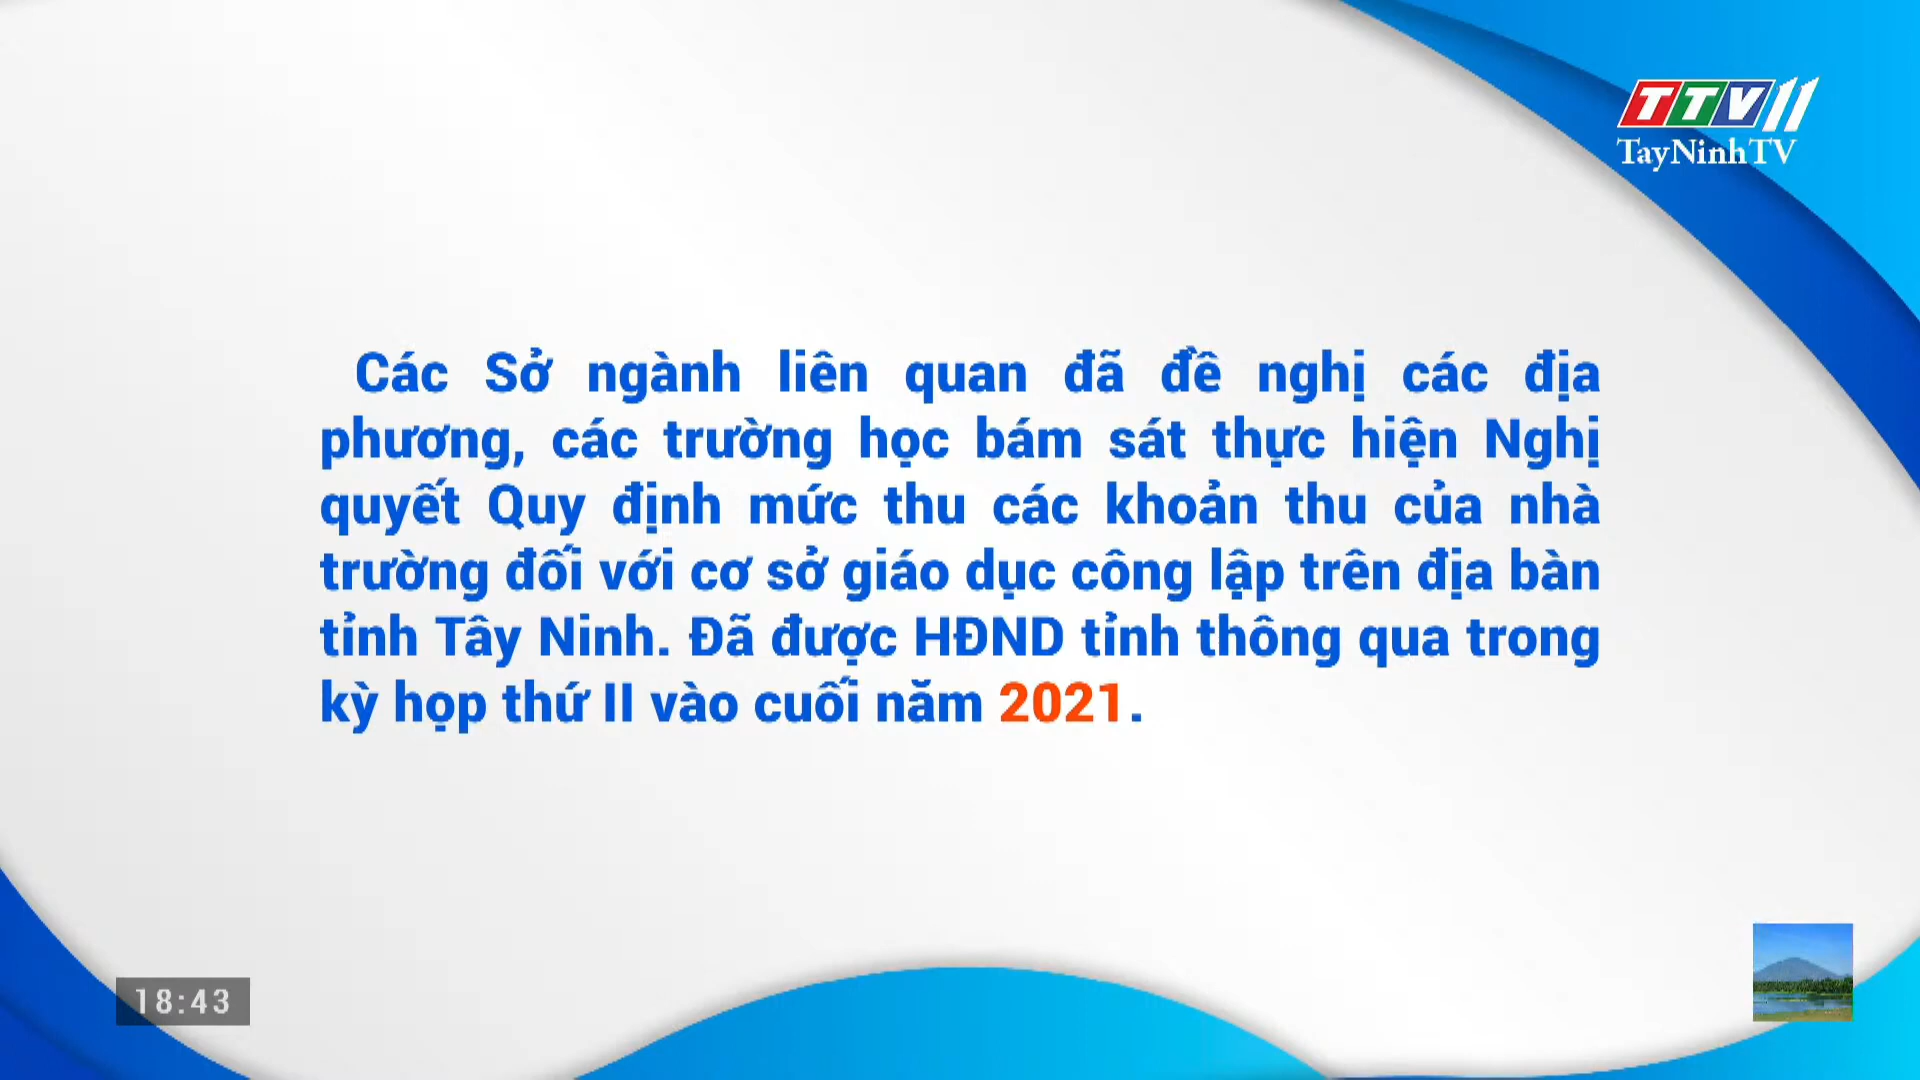 TTV11
TayNinhTV
Các Sở ngành liên quan đã đề nghị các địa
phương, các trường học bám sát thực hiện Nghị
quyết Quy định mức thu các khoản thu của nhà
trường đối với cơ sở giáo dục công lập trên địa bàn
tỉnh Tây Ninh. Đã được HĐND tỉnh thông qua trong
kỳ họp thứ II vào cuối năm 2021.
18:43